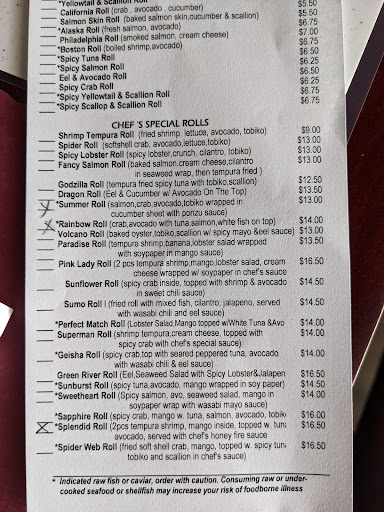 *Yellowtail & Scallion Roll $5.50
California Roll (crab , avocado , cucumber) $5.50
Salmon Skin Roll (baked salmon skin,cucumber & scallion) $6.75
*Alaska Roll (fresh salmon, avocado) $7.00
Philadelphia Roll (smoked salmon, cream cheese) $6.75
*Boston Roll (boiled shrimp,avocado) $6.50
*Spicy Tuna Roll $6.25
*Spicy Salmon Roll $6.50
Eel & Avocado Roll $6.25
Spicy Crab Roll $6.75
*Spicy Yellowtail & Scallion Roll $6.75
*Spicy Scallop & Scallion Roll
CHEF 'S SPECIAL ROLLS
Shrimp Tempura Roll (fried shrimp, lettuce, avocado, tobiko) $9.00
Spider Roll (softshell crab, avocado,lettuce,tobiko) $13.00
Spicy Lobster Roll (spicy lobster,crunch, cilantro, tobiko) $13.00
Fancy Salmon Roll (baked salmon,cream cheese,cilantro $13.00
in seaweed wrap, then tempura fried )
Godzilla Roll (tempura fried spicy tuna with tobiko,scallion) $12.50
Dragon Roll (Eel & Cucumber w/ Avocado On The Top) $13.50
*Summer Roll (salmon,crab,avocado,tobiko wrapped in $13.00
cucumber sheet with ponzu sauce)
*Rainbow Roll (crab,avocado with tuna,salmon,white fish on top) $14.00
Volcano Roll (baked oyster,tobiko,scallion w/ spicy mayo &eel sauce) $13.00
Paradise Roll (tempura shrimp,banana,lobster salad wrapped $13.50
with soypaper in mango sauce)
Pink Lady Roll (2 pcs tempura shrimp,mango,lobster salad, cream $16.50
cheese wrapped w/ soypaper in chef's sauce
Sunflower Roll (spicy crab inside, topped with shrimp & avocado $14.50
in sweet chili sauce)
Sumo Roll ( fried roll with mixed fish, cilantro, jalapeno, served $14.50
with wasabi chili and eel sauce)
*Perfect Match Roll (Lobster Salad,Mango topped w/White Tuna &Avo $14.00
Superman Roll (shrimp tempura,cream cheese, topped with $14.00
spicy crab with chef's special sauce)
*Geisha Roll (spicy crab,top with seared peppered tuna, avocado $14.00
with wasabi chili & eel sauce)
Green River Roll (Eel,Seaweed Salad with Spicy Lobster&Jalapen $16.50
*Sunburst Roll (spicy tuna,avocado, mango wrapped in soy paper) $14.50
*Sweetheart Roll (Spicy salmon, avo, seaweed salad, mango in $14.50
soypaper wrap with wasabi mayo sauce)
*Sapphire Roll (spicy crab, mango w. tuna, salmon, avocado, tobik $16.00
X *Splendid Roll (2pcs tempura shrimp, mango inside, topped w. tuna $16.50
avocado, served with chef's honey fire sauce
*Spider Web Roll (fried soft shell crab, mango, topped w. spicy tuna $16.50
tobiko and scallion in chef's sauce)
* Indicated raw fish or caviar, order with caution. Consuming raw or under-
cooked seafood or shellfish may increase your risk of foodborne illness